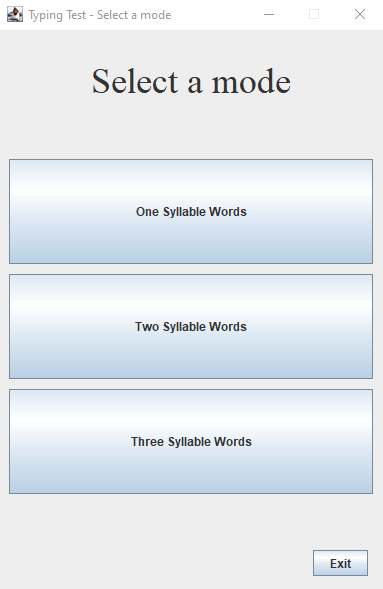 Typing Test - Select a mode
Select a mode
One Syllable Words
Two Syllable Words
Three Syllable Words
Exit